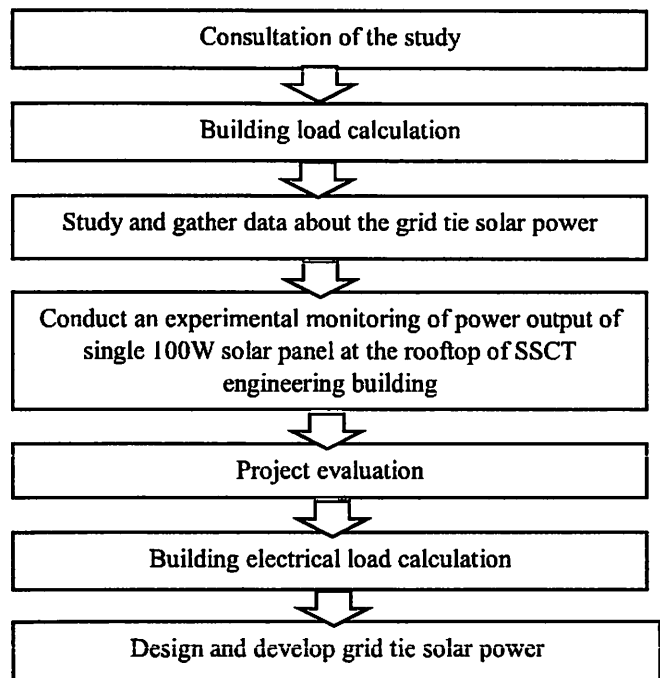 Consultation of the study
Building load calculation
Study and gather data about the grid tie solar power
Conduct an experimental monitoring of power output of
single 100W solar panel at the rooftop of SSCT
engineering building
Project evaluation
Building electrical load calculation
Design and develop grid tie solar power